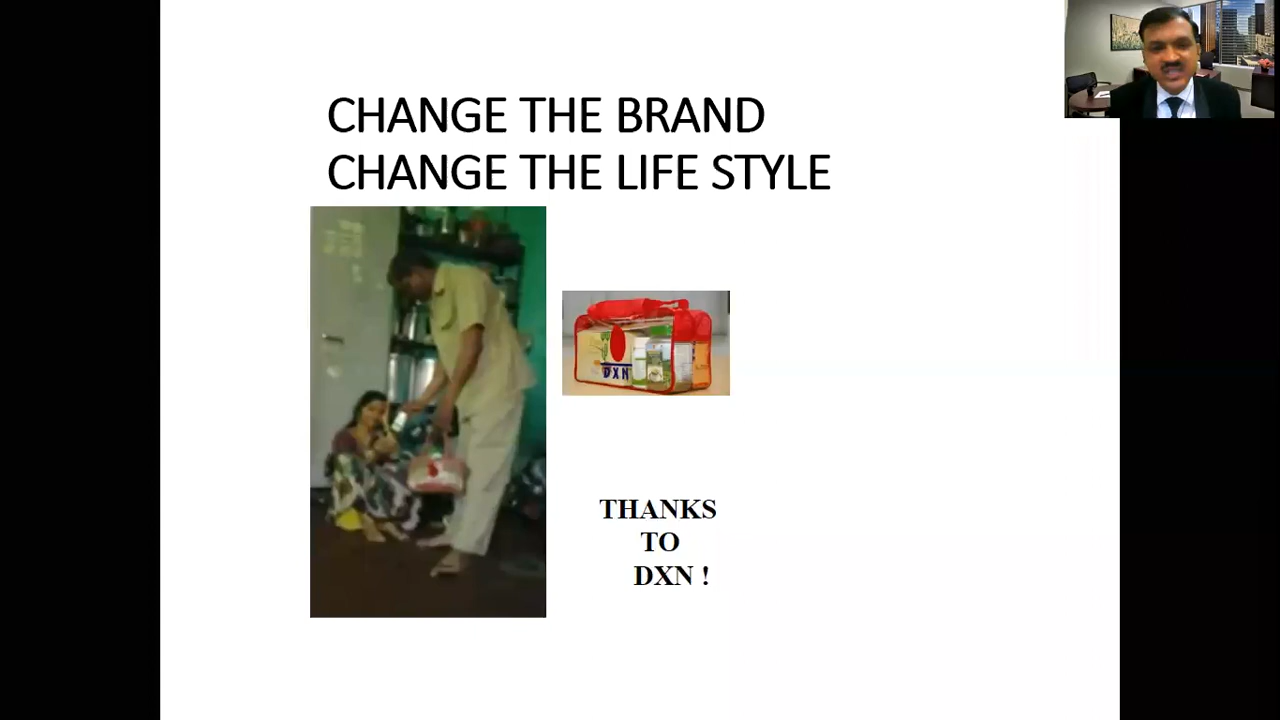 CHANGE THE BRAND
CHANGE THE LIFE STYLE
DXN
THANKS
TO
DXN !